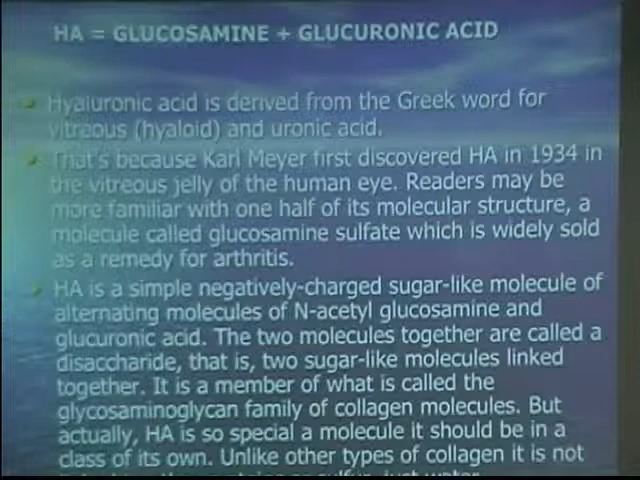 HA = GLUCOSAMINE + GLUCURONIC ACID
Hyaluronic acid is derived from the Greek word for
vitreous (hyaloid) and uronic acid.
That's because Karl Meyer first discovered HA in 1934 in
the vitreous jelly of the human eye. Readers may be
more familiar with one half of its molecular structure, a
molecule called glucosamine sulfate which is widely sold
as a remedy for arthritis.
HA is a simple negatively-charged sugar-like molecule of
alternating molecules of N-acetyl glucosamine and
glucuronic acid. The two molecules together are called a
disaccharide, that is, two sugar-like molecules linked
together. It is a member of what is called the
glycosaminoglycan family of collagen molecules. But
actually, HA is so special a molecule it should be in a
class of its own. Unlike other types of collagen it is not